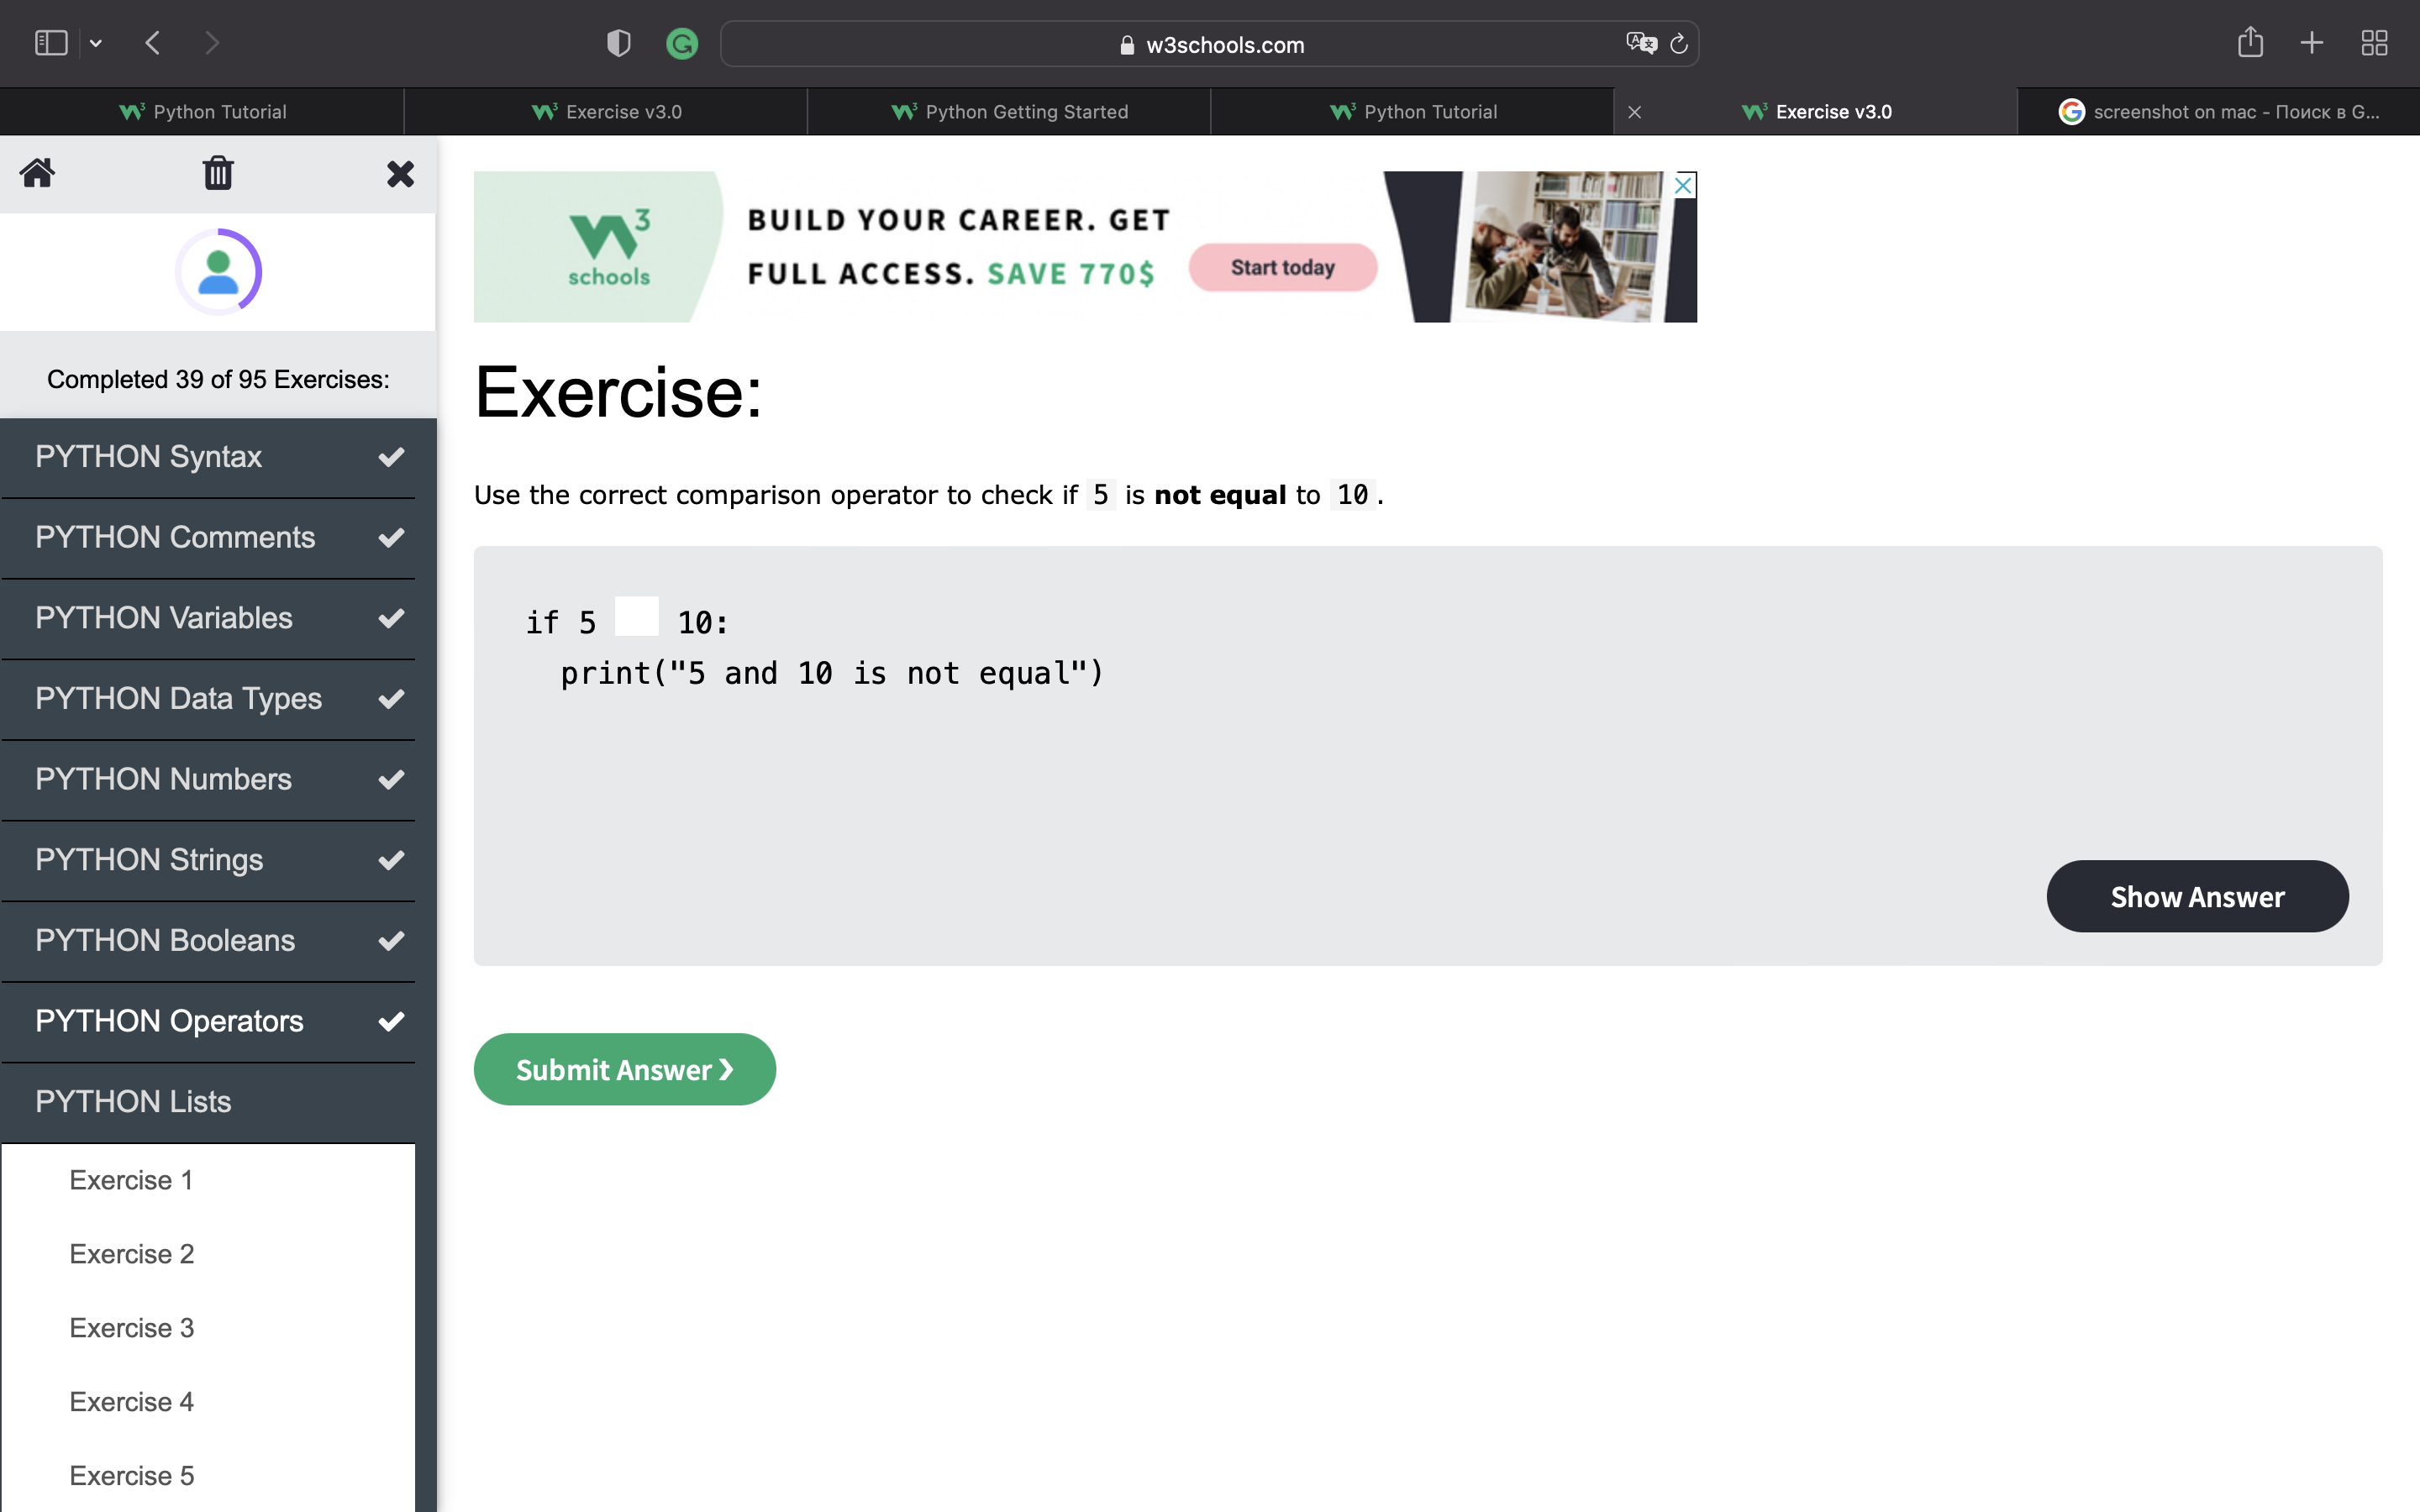 w3schools.com
Python Tutorial
Exercise v3.0
Python Getting Started
Python Tutorial
Exercise v3.0
screenshot on mac - Поиск в G...
Completed 39 of 95 Exercises:
PYTHON Syntax
PYTHON Comments
PYTHON Variables
PYTHON Data Types
PYTHON Numbers
PYTHON Strings
PYTHON Booleans
PYTHON Operators
PYTHON Lists
Exercise 1
Exercise 2
Exercise 3
Exercise 4
Exercise 5
W3
schools
BUILD YOUR CAREER. GET
FULL ACCESS. SAVE 770$
Start today
Exercise:
Use the correct comparison operator to check if 5 is not equal to 10.
if 5 10:
print("5 and 10 is not equal")
Show Answer
Submit Answer ❯